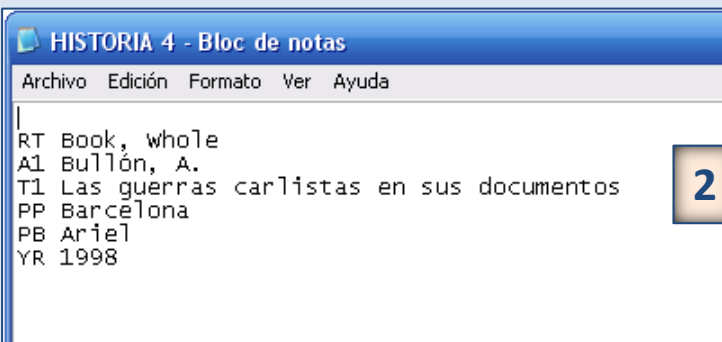 HISTORIA 4 - Bloc de notas
Archivo Edición Formato Ver Ayuda
RT Book, whole
A1 Bullón, A.
T1 Las guerras carlistas en sus documentos
PP Barcelona
PB Ariel
YR 1998
2